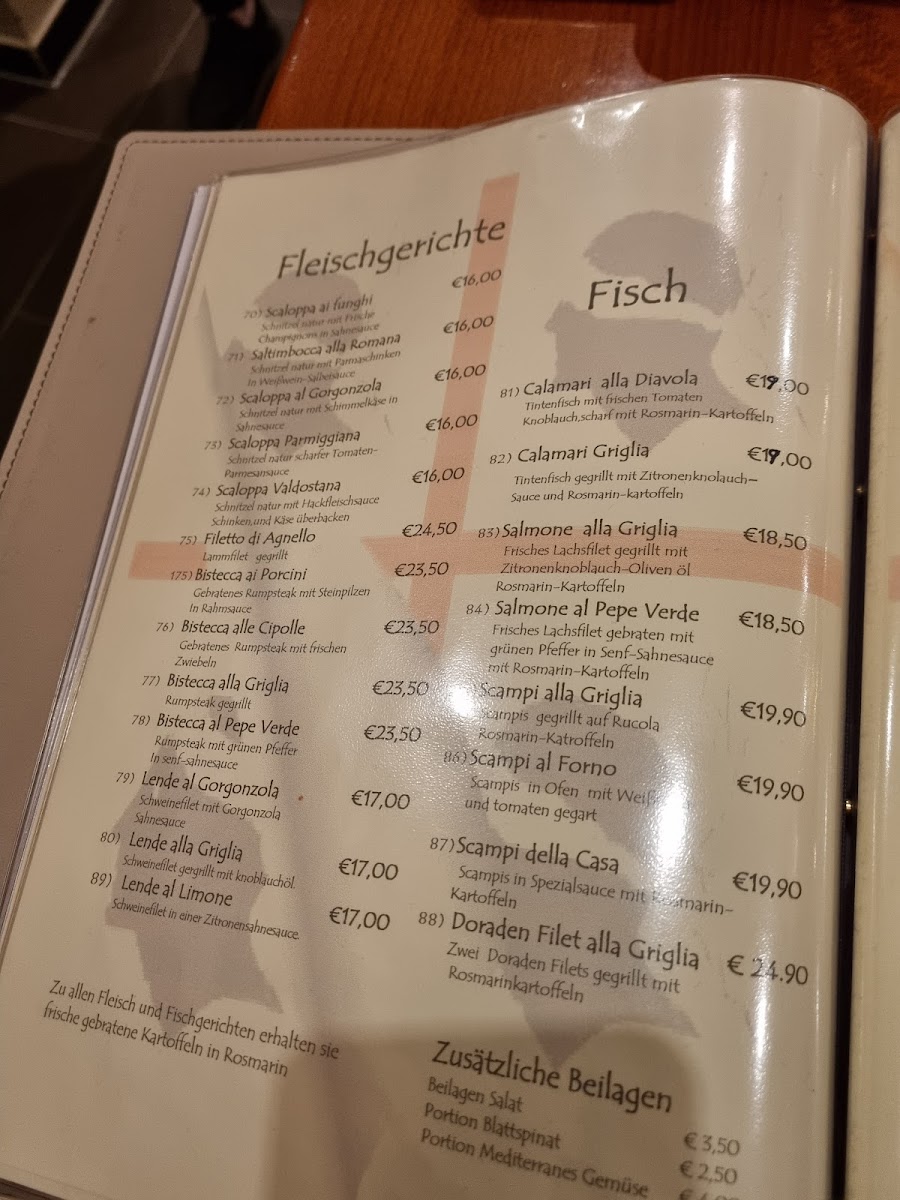 Fleischgerichte
70) Scaloppa ai funghi €16,00
Schnitzel natur mit Frische
Champignons in Sahnesauce
71) Saltimbocca alla Romana €16,00
Schnitzel natur mit Parmaschinken
In Weißwein-Salbeisauce
72) Scaloppa al Gorgonzola €16,00
Schnitzel natur mit Schimmelkäse in
Sahnesauce
73) Scaloppa Parmiggiana €16,00
Schnitzel natur scharfer Tomaten-
Parmesansauce
74) Scaloppa Valdostana €16,00
Schnitzel natur mit Hackfleischsauce
Schinken,und Käse überbacken
75) Filetto di Agnello €24,50
Lammfilet gegrillt
175) Bistecca ai Porcini €23,50
Gebratenes Rumpsteak mit Steinpilzen
In Rahmsauce
76) Bistecca alle Cipolle €23,50
Gebratenes Rumpsteak mit frischen
Zwiebeln
77) Bistecca alla Griglia €23,50
Rumpsteak gegrillt
78) Bistecca al Pepe Verde €23,50
Rumpsteak mit grünen Pfeffer
In senf-sahnesauce
79) Lende al Gorgonzola €17,00
Schweinefilet mit Gorgonzola
Sahnesauce
80) Lende alla Griglia €17,00
Schweinefilet gergrillt mit knoblauchöl.
89) Lende al Limone €17,00
Schweinefilet in einer Zitronensahnesauce.
Zu allen Fleisch und Fischgerichten erhalten sie
frische gebratene Kartoffeln in Rosmarin
Fisch
81) Calamari alla Diavola €19,00
Tintenfisch mit frischen Tomaten
Knoblauch,scharf mit Rosmarin-Kartoffeln
82) Calamari Griglia €19,00
Tintenfisch gegrillt mit Zitronenknolauch-
Sauce und Rosmarin-kartoffeln
83) Salmone alla Griglia €18,50
Frisches Lachsfilet gegrillt mit
Zitronenknoblauch-Oliven öl
Rosmarin-Kartoffeln
84) Salmone al Pepe Verde €18,50
Frisches Lachsfilet gebraten mit
grünen Pfeffer in Senf-Sahnesauce
mit Rosmarin-Kartoffeln
Scampi alla Griglia €19,90
Scampis gegrillt auf Rucola
Rosmarin-Katroffeln
86) Scampi al Forno €19,90
Scampis in Ofen mit
und tomaten gegart
87) Scampi della Casa €19,90
Scampis in Spezialsauce mit Rosmarin-
Kartoffeln
88) Doraden Filet alla Griglia € 24.90
Zwei Doraden Filets gegrillt mit
Rosmarinkartoffeln
Zusätzliche Beilagen
Beilagen Salat € 3,50
Portion Blattspinat € 2,50
Portion Mediterranes Gemüse